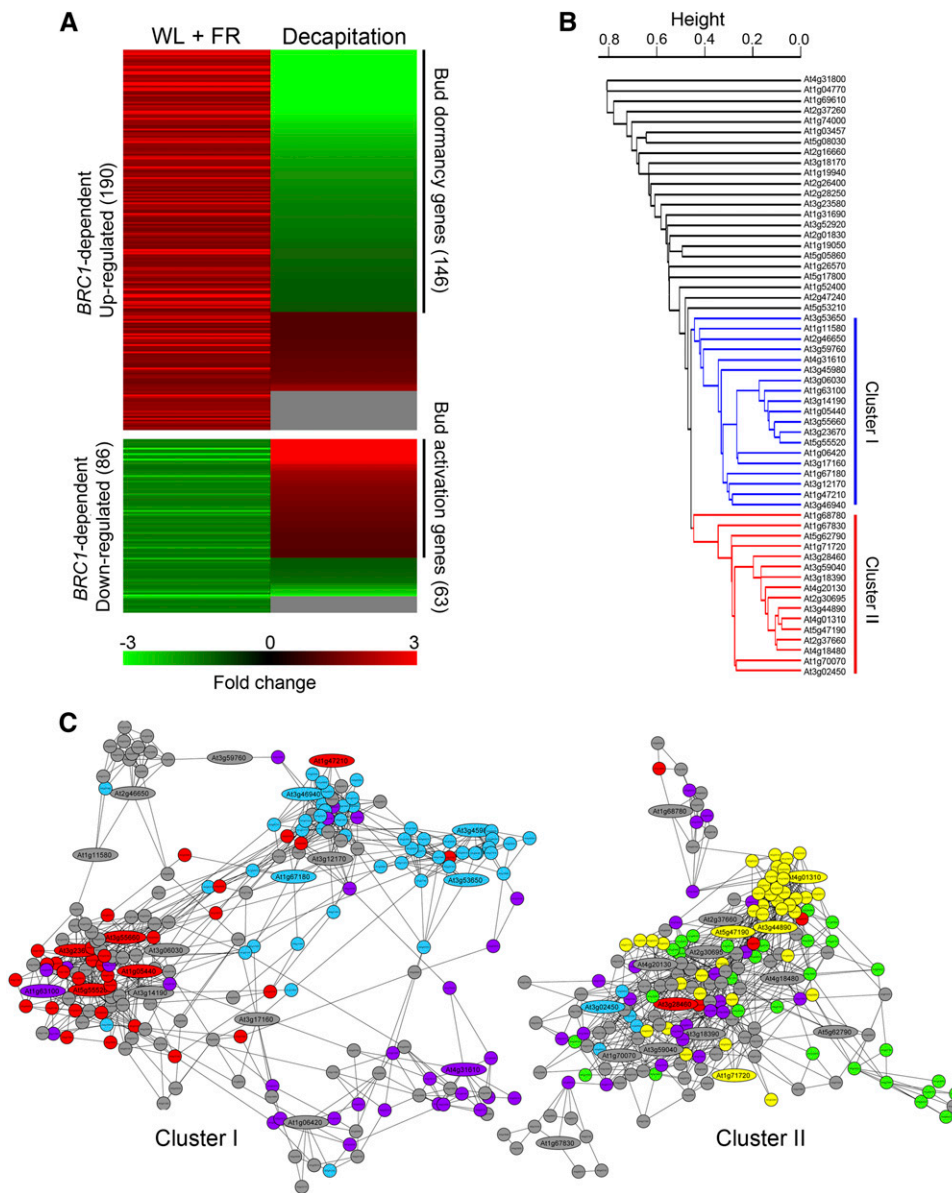 A
WL + FR
Decapitation
BRC1-dependent
Up-regulated (190)
Bud dormancy genes (146)
BRC1-dependent
Down-regulated (86)
Bud activation genes (63)
-3
0
3
Fold change
B
Height
0.8
0.6
0.4
0.2
0.0
At4g31800
At1g04770
At1g69610
At2g37260
At1g74000
At1g03457
At5g08030
At2g16660
At3g18170
At1g19940
At2g26400
At2g28250
At3g23580
At1g31690
At3g52920
At2g01830
At1g19050
At5g05860
At1g26570
At5g17800
At1g52400
At2g47240
At5g53210
At3g53650
At1g11580
At2g46650
At3g59760
At4g31610
At3g45980
At3g06030
At1g63100
At3g14190
At1g05440
At3g55660
At3g23670
At5g55520
At1g06420
At3g17160
At1g67180
At3g12170
At1g47210
At3g46940
Cluster I
At1g68780
At1g67830
At5g62790
At1g71720
At3g28460
At3g59040
At3g18390
At4g20130
At2g30695
At3g44890
At4g01310
At5g47190
At2g37660
At4g18480
At1g70070
At3g02450
Cluster II
C
At3g59760
At2g46650
At1g11580
At1g47210
At3g46940
At3g12170
At1g67180
At3g53650
At3g06030
At1g05440
At1g63100
At3g14190
At3g17160
At4g31610
At1g06420
Cluster I
At1g68780
At4g01310
At2g37660
At5g47190
At3g44890
At4g20130
At4g18480
At3g02450
At3g28460
At3g18390
At5g62790
At3g59040
At1g70070
At1g71720
At1g67830
Cluster II